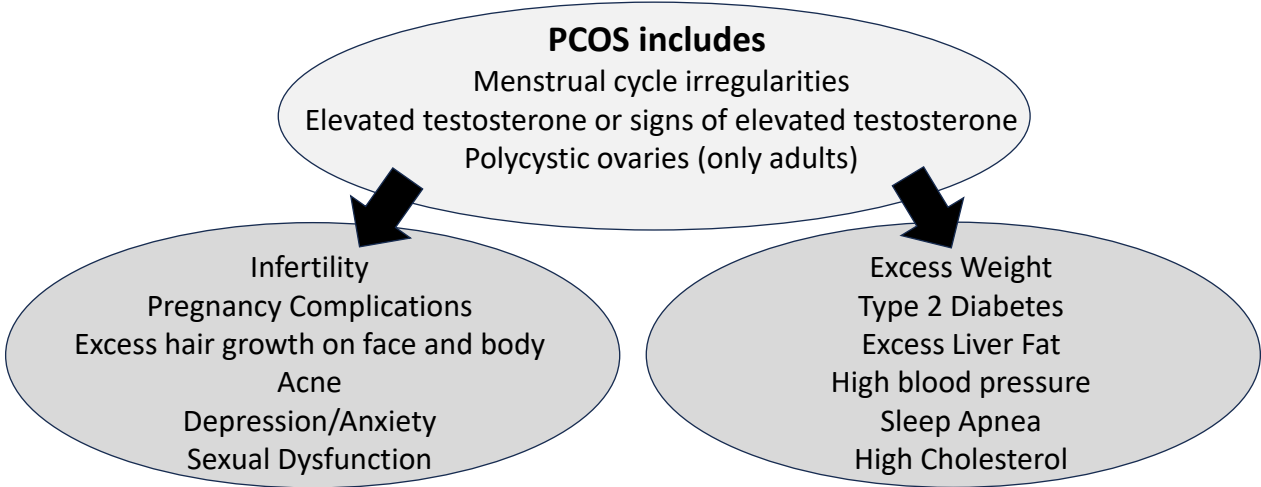 PCOS includes
Menstrual cycle irregularities
Elevated testosterone or signs of elevated testosterone
Polycystic ovaries (only adults)
Infertility
Pregnancy Complications
Excess hair growth on face and body
Acne
Depression/Anxiety
Sexual Dysfunction
Excess Weight
Type 2 Diabetes
Excess Liver Fat
High blood pressure
Sleep Apnea
High Cholesterol